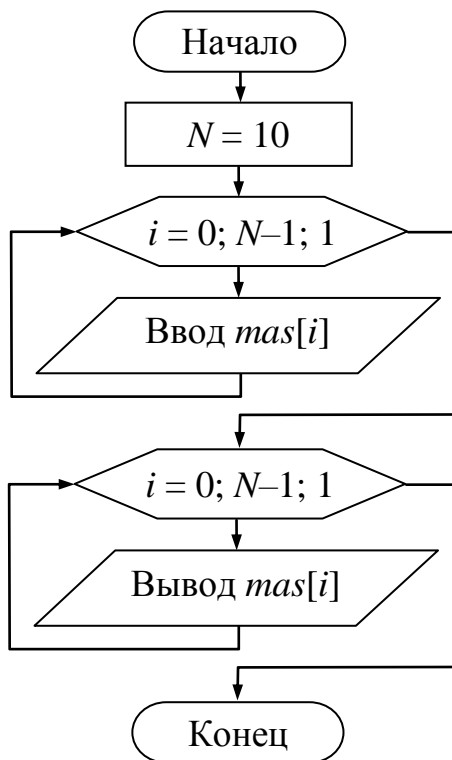 Начало
N = 10
i = 0; N–1; 1
Ввод mas[i]
i = 0; N–1; 1
Вывод mas[i]
Конец